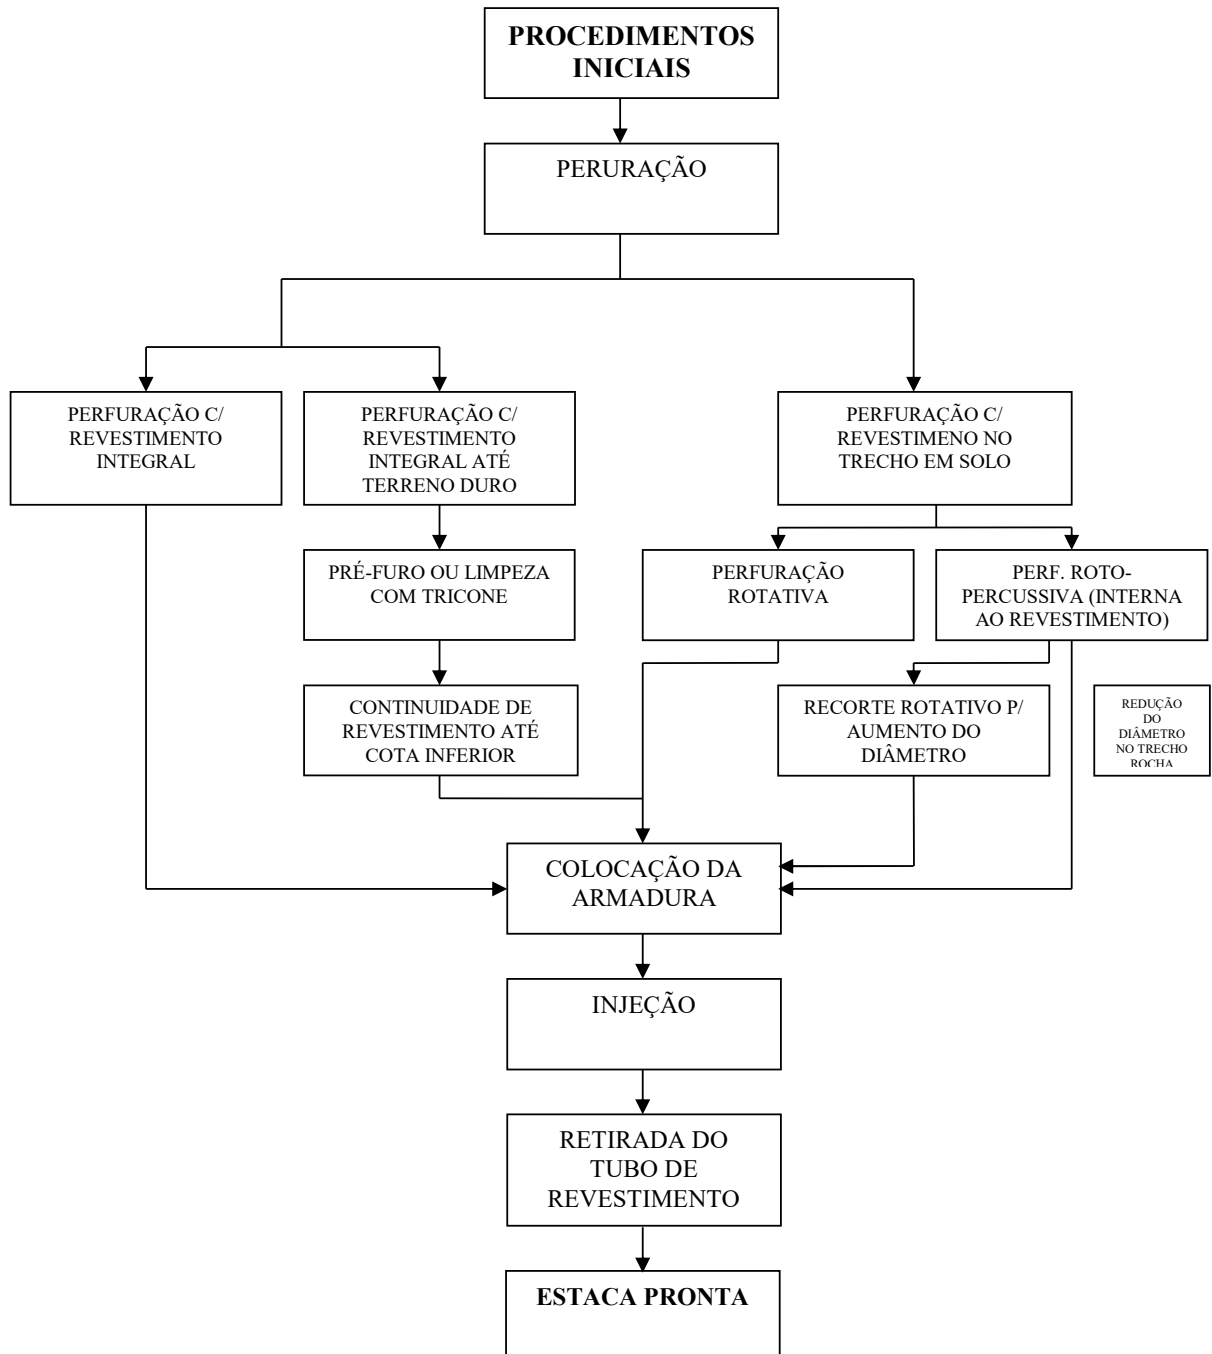 PROCEDIMENTOS
INICIAIS
PERURAÇÃO
PERFURAÇÃO C/
REVESTIMENTO
INTEGRAL
PERFURAÇÃO C/
REVESTIMENTO
INTEGRAL ATÉ
TERRENO DURO
PERFURAÇÃO C/
REVESTIMENO NO
TRECHO EM SOLO
PRÉ-FURO OU LIMPEZA
COM TRICONE
PERFURAÇÃO
ROTATIVA
PERF. ROTO-
PERCUSSIVA (INTERNA
AO REVESTIMENTO)
CONTINUIDADE DE
REVESTIMENTO ATÉ
COTA INFERIOR
RECORTE ROTATIVO P/
AUMENTO DO
DIÂMETRO
REDUÇÃO
DO
DIÂMETRO
NO TRECHO
ROCHA
COLOCAÇÃO DA
ARMADURA
INJEÇÃO
RETIRADA DO
TUBO DE
REVESTIMENTO
ESTACA PRONTA